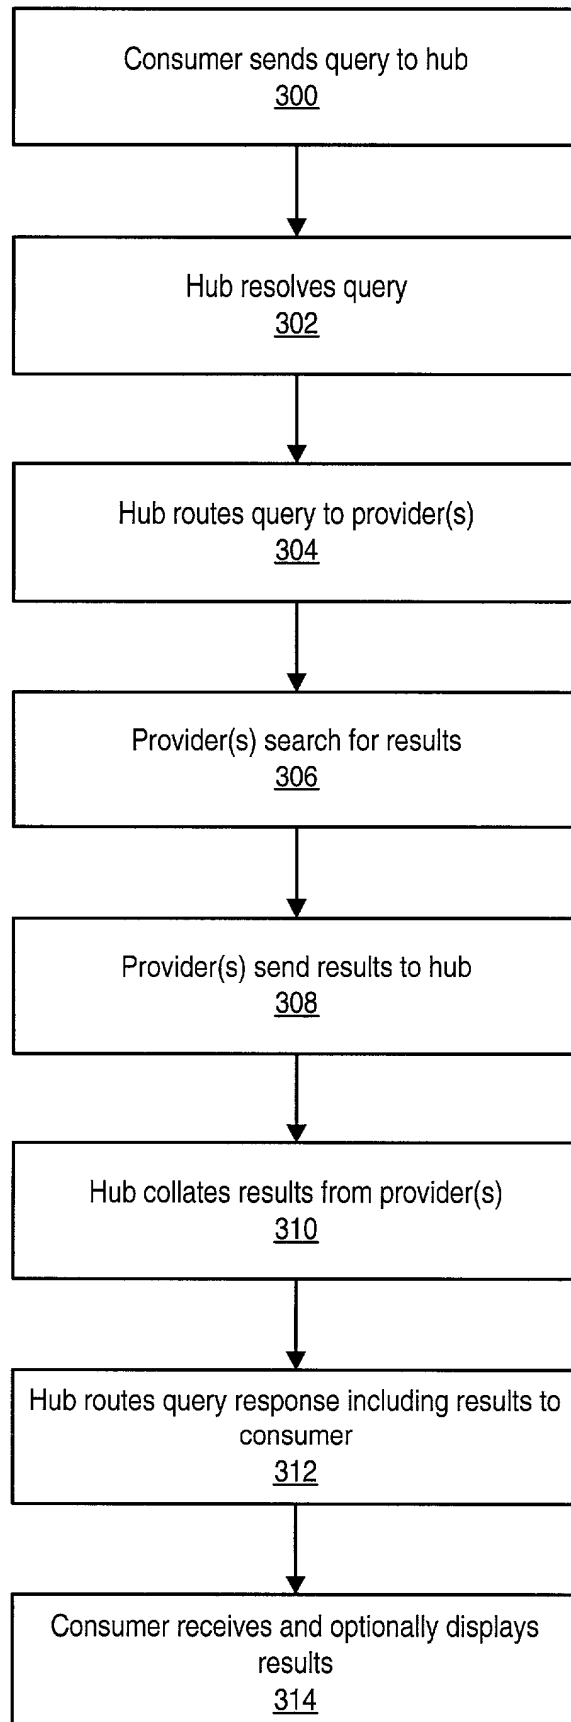 Consumer sends query to hub
300
Hub resolves query
302
Hub routes query to provider(s)
304
Provider(s) search for results
306
Provider(s) send results to hub
308
Hub collates results from provider(s)
310
Hub routes query response including results to
consumer
312
Consumer receives and optionally displays
results
314